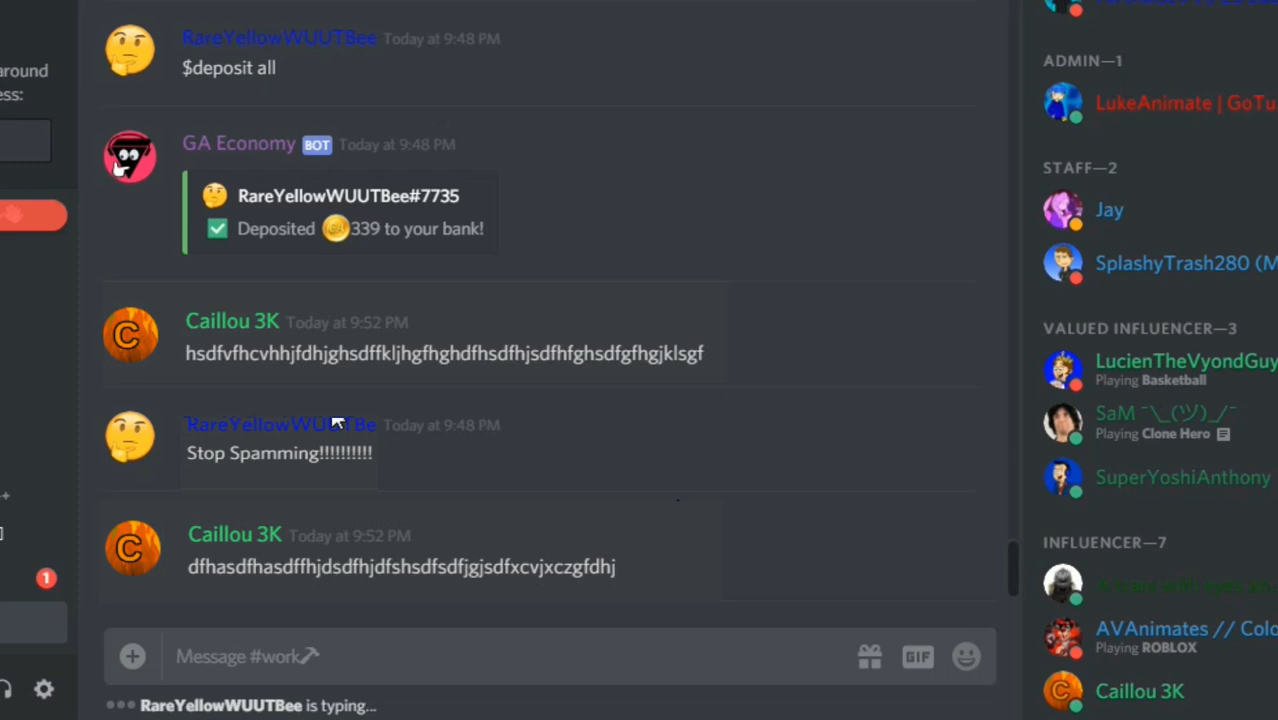 around
ess:
RareYellowWUUTBee Today at 9:48 PM
$deposit all
GA Economy BOT Today at 9:48 PM
RareYellowWUUTBee#7735
Deposited 339 to your bank!
Caillou 3K Today at 9:52 PM
hsdfvfhcvhhjfdhjghsdffkljhgfhghdfhsdfhjsdfhfghsdfgfhgjklsgf
RareYellowWUUTBe Today at 9:48 PM
Stop Spamming!!!!!!!!!!
Caillou 3K Today at 9:52 PM
dfhasdfhasdffhjdsdfhjdfshsdfsdfjgjsdfxcvjxczgfdhj
1
Message #work
GIF
RareYellowWUUTBee is typing...
ADMIN—1
LukeAnimate | GoTu
STAFF—2
Jay
SplashyTrash280 (M
VALUED INFLUENCER—3
LucienTheVyondGuy
Playing Basketball
SaM ¯\_(ツ)_/¯
Playing Clone Hero
SuperYoshiAnthony
INFLUENCER—7
AVAnimates // Colo
Playing ROBLOX
Caillou 3K